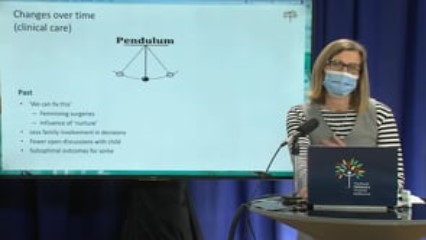 Changes over time
(clinical care)
Pendulum
Past
• 'We can fix this'
– Feminising surgeries
– Influence of 'nurture'
• Less family involvement in decisions
• Fewer open discussions with child
• Suboptimal outcomes for some